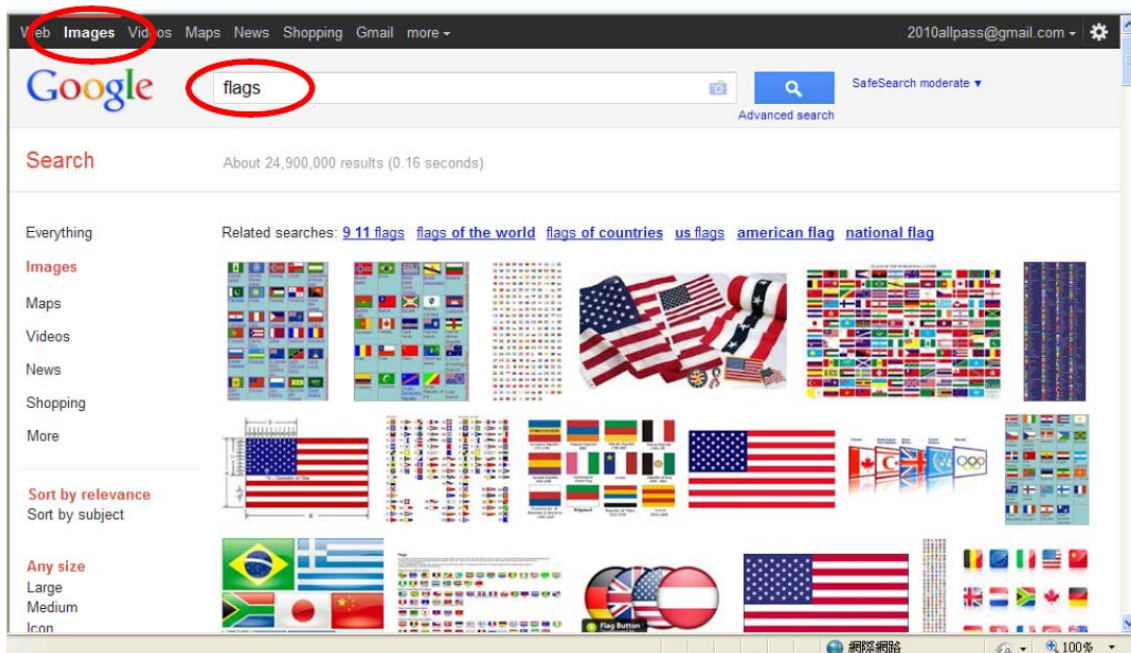 Web Images Videos Maps News Shopping Gmail more
2010allpass@gmail.com
Google
flags
SafeSearch moderate
Advanced search
Search
About 24,900,000 results (0.16 seconds)
Everything
Related searches: 9 11 flags flags of the world flags of countries us flags american flag national flag
Images
Maps
Videos
News
Shopping
More
Sort by relevance
Sort by subject
Any size
Large
Medium
Icon
Flags
Flag Button
網際網路
100%